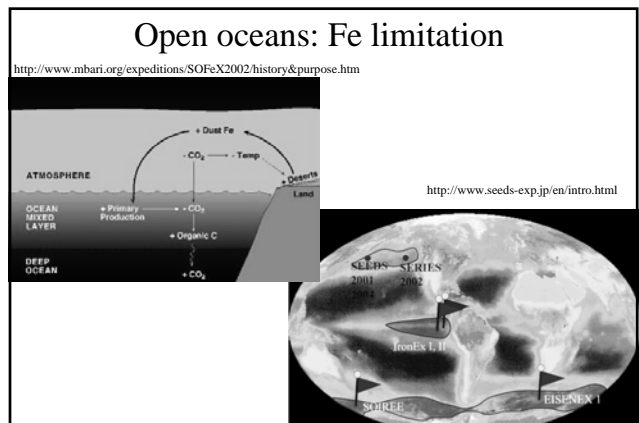 Open oceans: Fe limitation
http://www.mbari.org/expeditions/SOFeX2002/history&purpose.htm
+ Dust Fe
- CO₂ → - Temp
ATMOSPHERE
+ Deserts
Land
http://www.seeds-exp.jp/en/intro.html
OCEAN
MIXED
LAYER
+ Primary
Production
- CO₂
+ Organic C
DEEP
OCEAN
+ CO₂
SEEDS
2001
2004
SERIES
2002
IronEx I, II
SOIREE
EISENEX 1